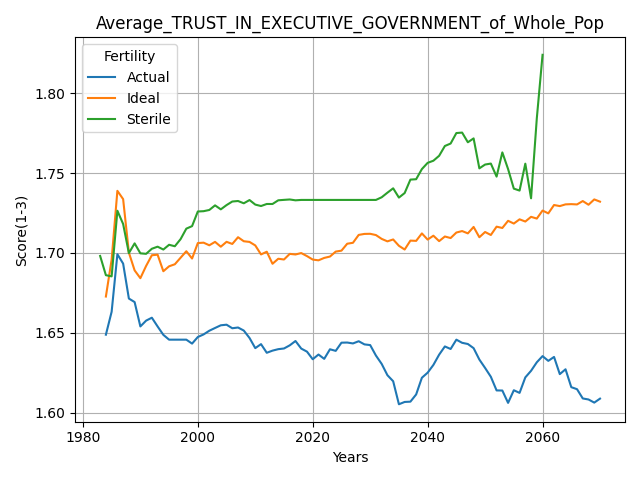 Average_TRUST_IN_EXECUTIVE_GOVERNMENT_of_Whole_Pop
Fertility
Actual
Ideal
Sterile
Score(1-3)
1.80
1.75
1.70
1.65
1.60
1980
2000
2020
2040
2060
Years